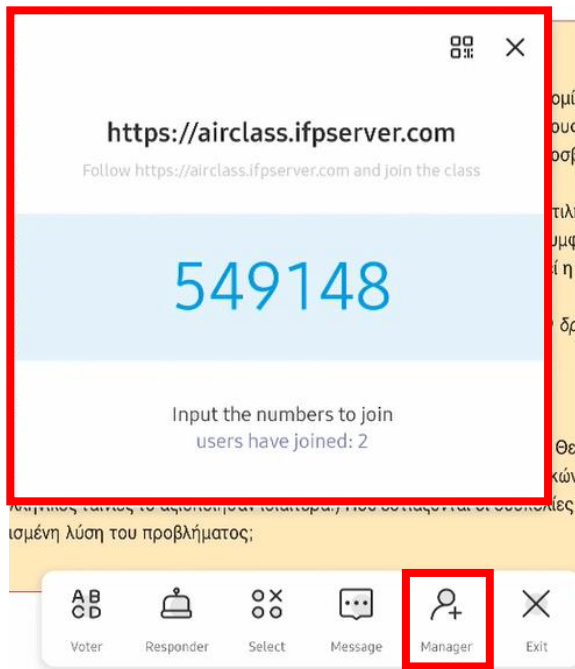 https://airclass.ifpserver.com
Follow https://airclass.ifpserver.com and join the class
549148
Input the numbers to join
users have joined: 2
ισμένη λύση του προβλήματος;
A B
C D
Voter
Responder
Select
Message
Manager
Exit